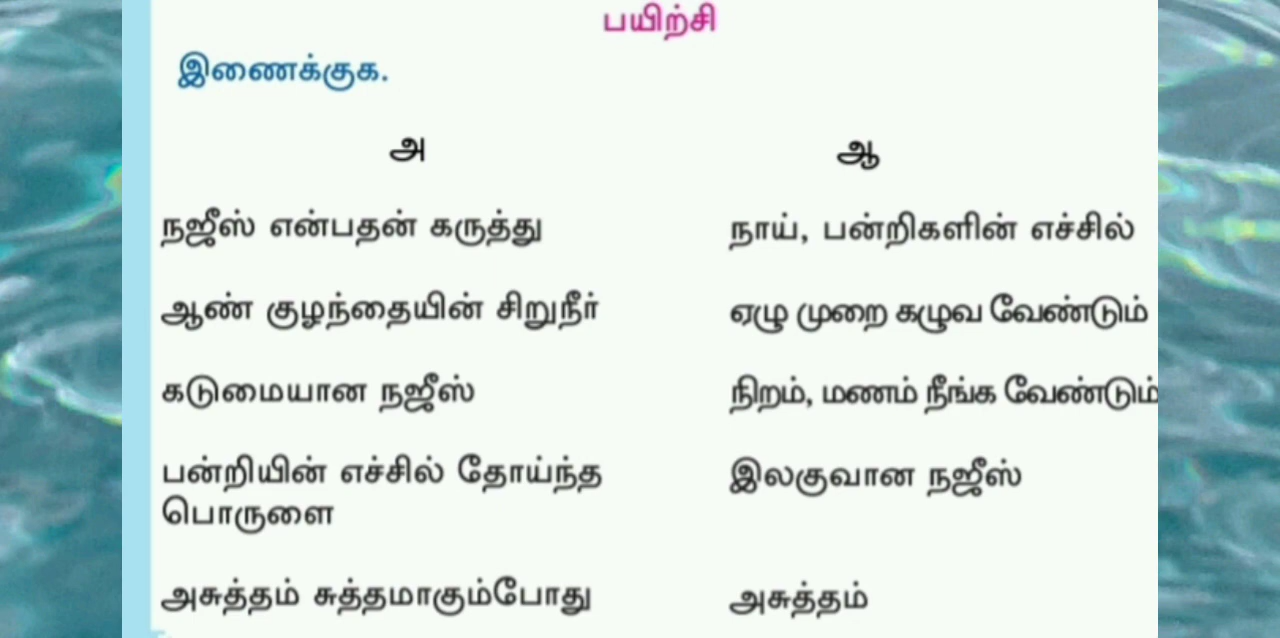 பயிற்சி
இணைக்குக.
அ ஆ
நஜீஸ் என்பதன் கருத்து நாய், பன்றிகளின் எச்சில்
ஆண் குழந்தையின் சிறுநீர் ஏழு முறை கழுவ வேண்டும்
கடுமையான நஜீஸ் நிறம், மணம் நீங்க வேண்டும்
பன்றியின் எச்சில் தோய்ந்த இலகுவான நஜீஸ்
பொருளை
அசுத்தம் சுத்தமாகும்போது அசுத்தம்